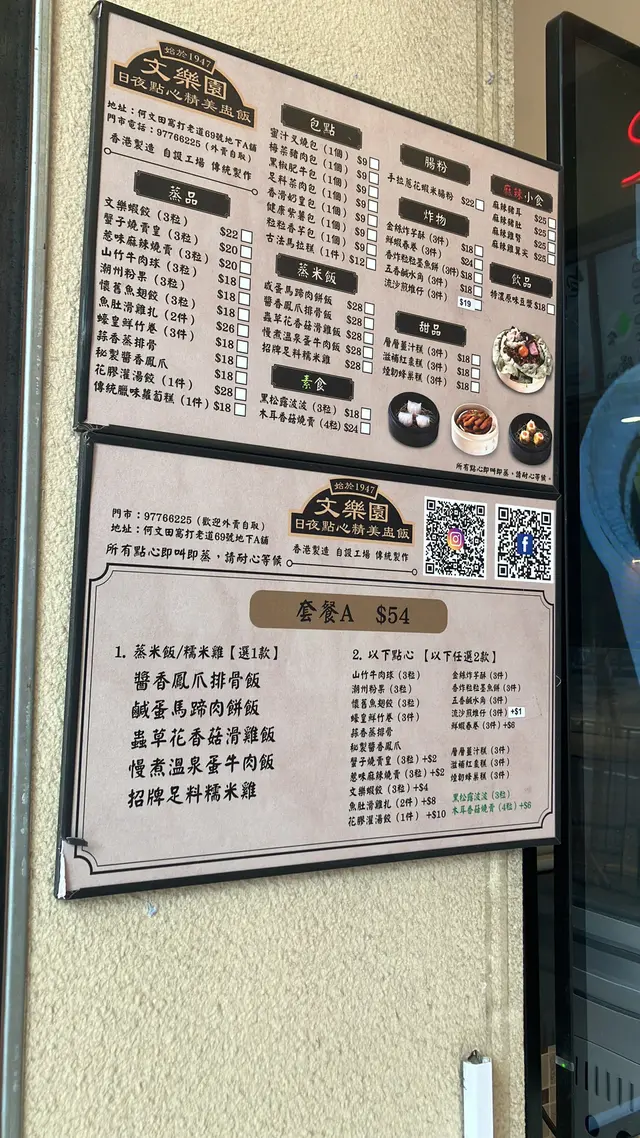 始於1947
文樂園
日夜點心精美盅飯
地址：何文田窩打老道69號地下A舖
門市電話：97766225 (外賣自取)
香港製造 自設工場 傳統製作
蒸品
文樂蝦餃 (3粒) $22
蟹子燒賣皇 (3粒) $20
惹味麻辣燒賣 (3粒) $20
山竹牛肉球 (3粒) $18
潮州粉果 (3粒) $18
懷舊魚翅餃 (3粒) $18
魚肚滑雞扎 (2件) $26
蠔皇鮮竹卷 (3件) $18
蒜香蒸排骨 $18
秘製醬香鳳爪 $18
花膠灌湯餃 (1件) $28
傳統臘味蘿蔔糕 (1件) $18
包點
蜜汁叉燒包 (1個) $9
梅菜豬肉包 (1個) $9
黑椒肥牛包 (1個) $9
足料菜肉包 (1個) $9
香滑奶皇包 (1個) $9
健康紫薯包 (1個) $9
粒粒香芋包 (1個) $9
古法馬拉糕 (1件) $12
蒸米飯
咸蛋馬蹄肉餅飯 $28
醬香鳳爪排骨飯 $28
蟲草花香菇滑雞飯 $28
慢煮溫泉蛋牛肉飯 $28
招牌足料糯米雞 $28
素食
黑松露波波 (3粒) $18
木耳香菇燒賣 (4粒) $24
腸粉
手拉蔥花蝦米腸粉 $22
炸物
金絲炸芋酥 (3件) $18
鮮蝦春卷 (3件) $24
香炸粒粒墨魚餅 (3件) $18
五香鹹水角 (3件) $18
流沙煎堆仔 (3件) $19
甜品
層層薑汁糕 (3件) $18
滋補紅棗糕 (3件) $18
煙韌蜂巢糕 (3件) $18
麻辣小食
麻辣豬耳 $25
麻辣豬肚 $25
麻辣雞腎 $25
麻辣雞尖 $25
飲品
特濃原味豆漿 $18
所有點心即叫即蒸，請耐心等候。
門市：97766225 (歡迎外賣自取)
地址：何文田窩打老道69號地下A舖
所有點心即叫即蒸，請耐心等候
始於1947
文樂園
日夜點心精美盅飯
香港製造 自設工場 傳統製作
套餐A $54
1. 蒸米飯/糯米雞【選1款】
醬香鳳爪排骨飯
鹹蛋馬蹄肉餅飯
蟲草花香菇滑雞飯
慢煮溫泉蛋牛肉飯
招牌足料糯米雞
2. 以下點心 【以下任選2款】
山竹牛肉球 (3粒)
潮州粉果 (3粒)
懷舊魚翅餃 (3粒)
蠔皇鮮竹卷 (3件)
蒜香蒸排骨
秘製醬香鳳爪
蟹子燒賣皇 (3粒) +$2
惹味麻辣燒賣 (3粒) +$2
文樂蝦餃 (3粒) +$4
魚肚滑雞扎 (2件) +$8
花膠灌湯餃 (1件) +$10
金絲炸芋酥 (3件)
香炸粒粒墨魚餅 (3件)
五香鹹水角 (3件)
流沙煎堆仔 (3件) +$1
鮮蝦春卷 (3件) +$6
層層薑汁糕 (3件)
滋補紅棗糕 (3件)
煙韌蜂巢糕 (3件)
黑松露波波 (3粒)
木耳香菇燒賣 (4粒) +$6